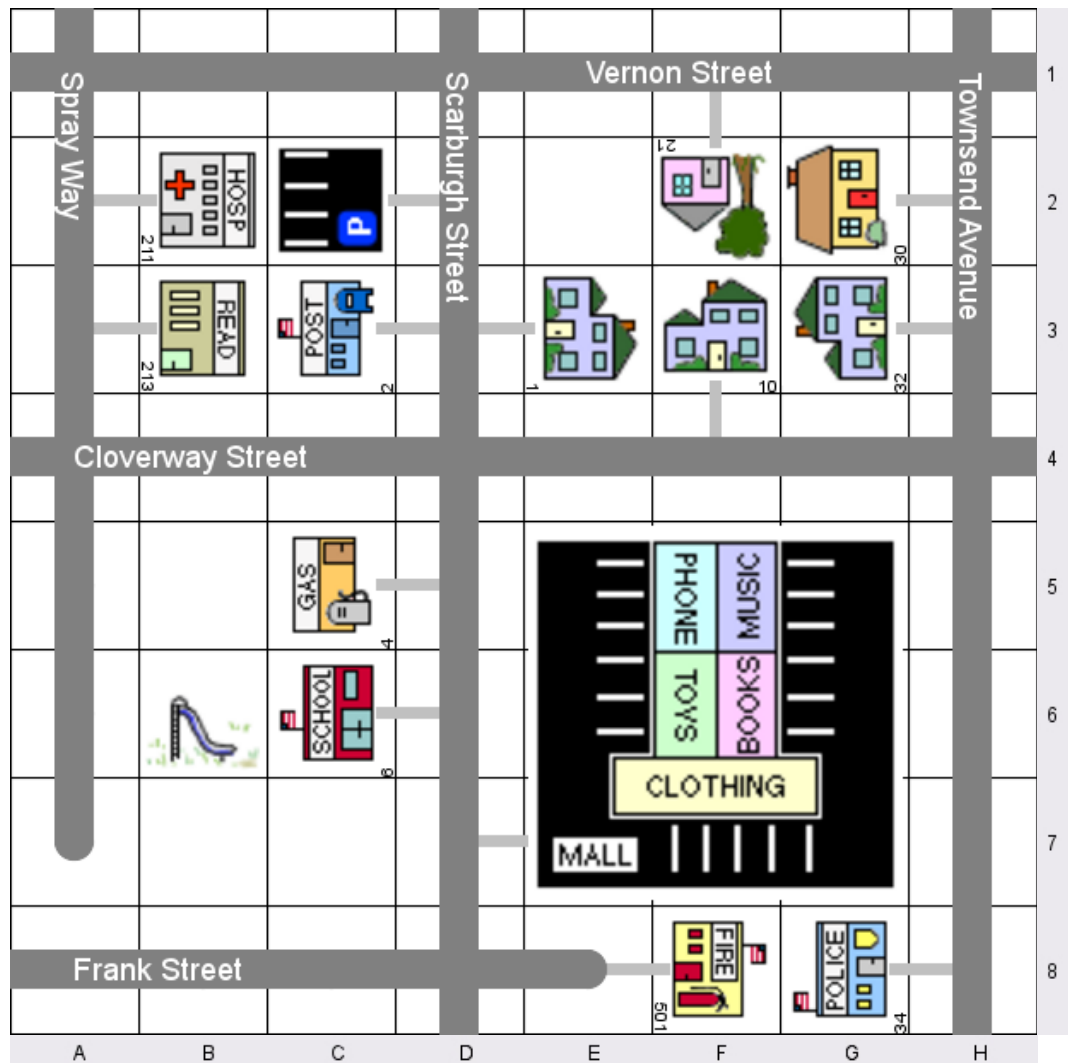 Vernon Street
1
Spray Way
Scarburgh Street
Townsend Avenue
21
HOSP
P
2
211
30
READ
POST
3
213
2
1
10
32
Cloverway Street
4
GAS
PHONE
MUSIC
5
4
SCHOOL
TOYS
BOOKS
6
6
CLOTHING
MALL
7
FIRE
POLICE
Frank Street
8
501
34
A B C D E F G H